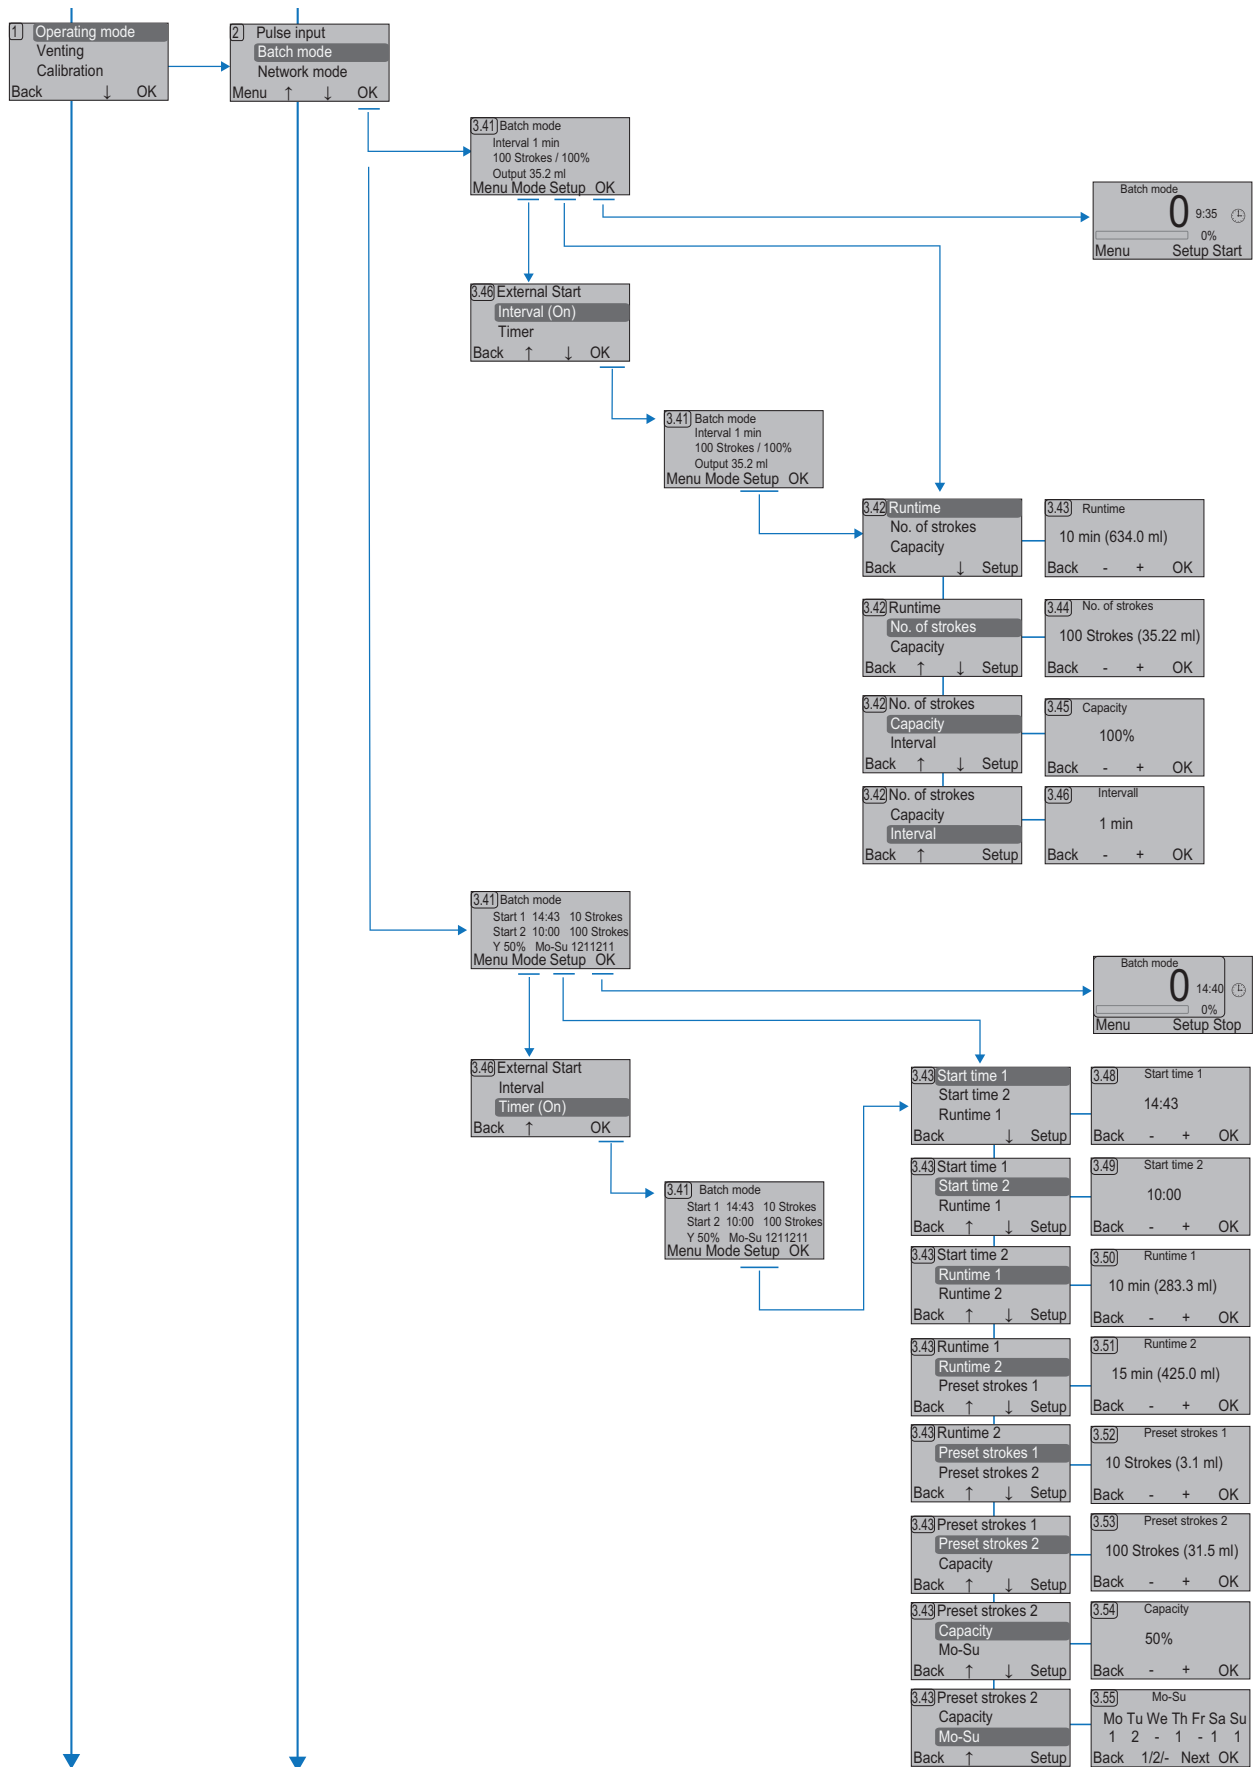 1 Operating mode
Venting
Calibration
Back ↓ OK
2 Pulse input
Batch mode
Network mode
Menu ↑ ↓ OK
3.41 Batch mode
Interval 1 min
100 Strokes / 100%
Output 35.2 ml
Menu Mode Setup OK
Batch mode
0 9:35
0%
Menu Setup Start
3.46 External Start
Interval (On)
Timer
Back ↑ ↓ OK
3.41 Batch mode
Interval 1 min
100 Strokes / 100%
Output 35.2 ml
Menu Mode Setup OK
3.42 Runtime
No. of strokes
Capacity
Back ↓ Setup
3.43 Runtime
10 min (634.0 ml)
Back - + OK
3.42 Runtime
No. of strokes
Capacity
Back ↑ ↓ Setup
3.44 No. of strokes
100 Strokes (35.22 ml)
Back - + OK
3.42 No. of strokes
Capacity
Interval
Back ↑ ↓ Setup
3.45 Capacity
100%
Back - + OK
3.42 No. of strokes
Capacity
Interval
Back ↑ Setup
3.46 Intervall
1 min
Back - + OK
3.41 Batch mode
Start 1 14:43 10 Strokes
Start 2 10:00 100 Strokes
Y 50% Mo-Su 1211211
Menu Mode Setup OK
Batch mode
0 14:40
0%
Menu Setup Stop
3.46 External Start
Interval
Timer (On)
Back ↑ OK
3.41 Batch mode
Start 1 14:43 10 Strokes
Start 2 10:00 100 Strokes
Y 50% Mo-Su 1211211
Menu Mode Setup OK
3.43 Start time 1
Start time 2
Runtime 1
Back ↓ Setup
3.48 Start time 1
14:43
Back - + OK
3.43 Start time 1
Start time 2
Runtime 1
Back ↑ ↓ Setup
3.49 Start time 2
10:00
Back - + OK
3.43 Start time 2
Runtime 1
Runtime 2
Back ↑ ↓ Setup
3.50 Runtime 1
10 min (283.3 ml)
Back - + OK
3.43 Runtime 1
Runtime 2
Preset strokes 1
Back ↑ ↓ Setup
3.51 Runtime 2
15 min (425.0 ml)
Back - + OK
3.43 Runtime 2
Preset strokes 1
Preset strokes 2
Back ↑ ↓ Setup
3.52 Preset strokes 1
10 Strokes (3.1 ml)
Back - + OK
3.43 Preset strokes 1
Preset strokes 2
Capacity
Back ↑ ↓ Setup
3.53 Preset strokes 2
100 Strokes (31.5 ml)
Back - + OK
3.43 Preset strokes 2
Capacity
Mo-Su
Back ↑ ↓ Setup
3.54 Capacity
50%
Back - + OK
3.43 Preset strokes 2
Capacity
Mo-Su
Back ↑ Setup
3.55 Mo-Su
Mo Tu We Th Fr Sa Su
1 2 - 1 - 1 1
Back 1/2/- Next OK